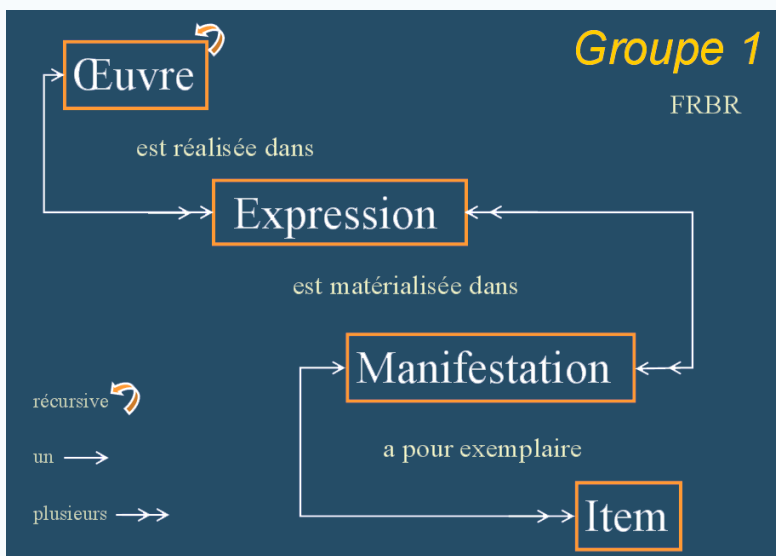 Groupe 1
Œuvre
FRBR
est réalisée dans
Expression
est matérialisée dans
Manifestation
récursive
a pour exemplaire
un
plusieurs
Item